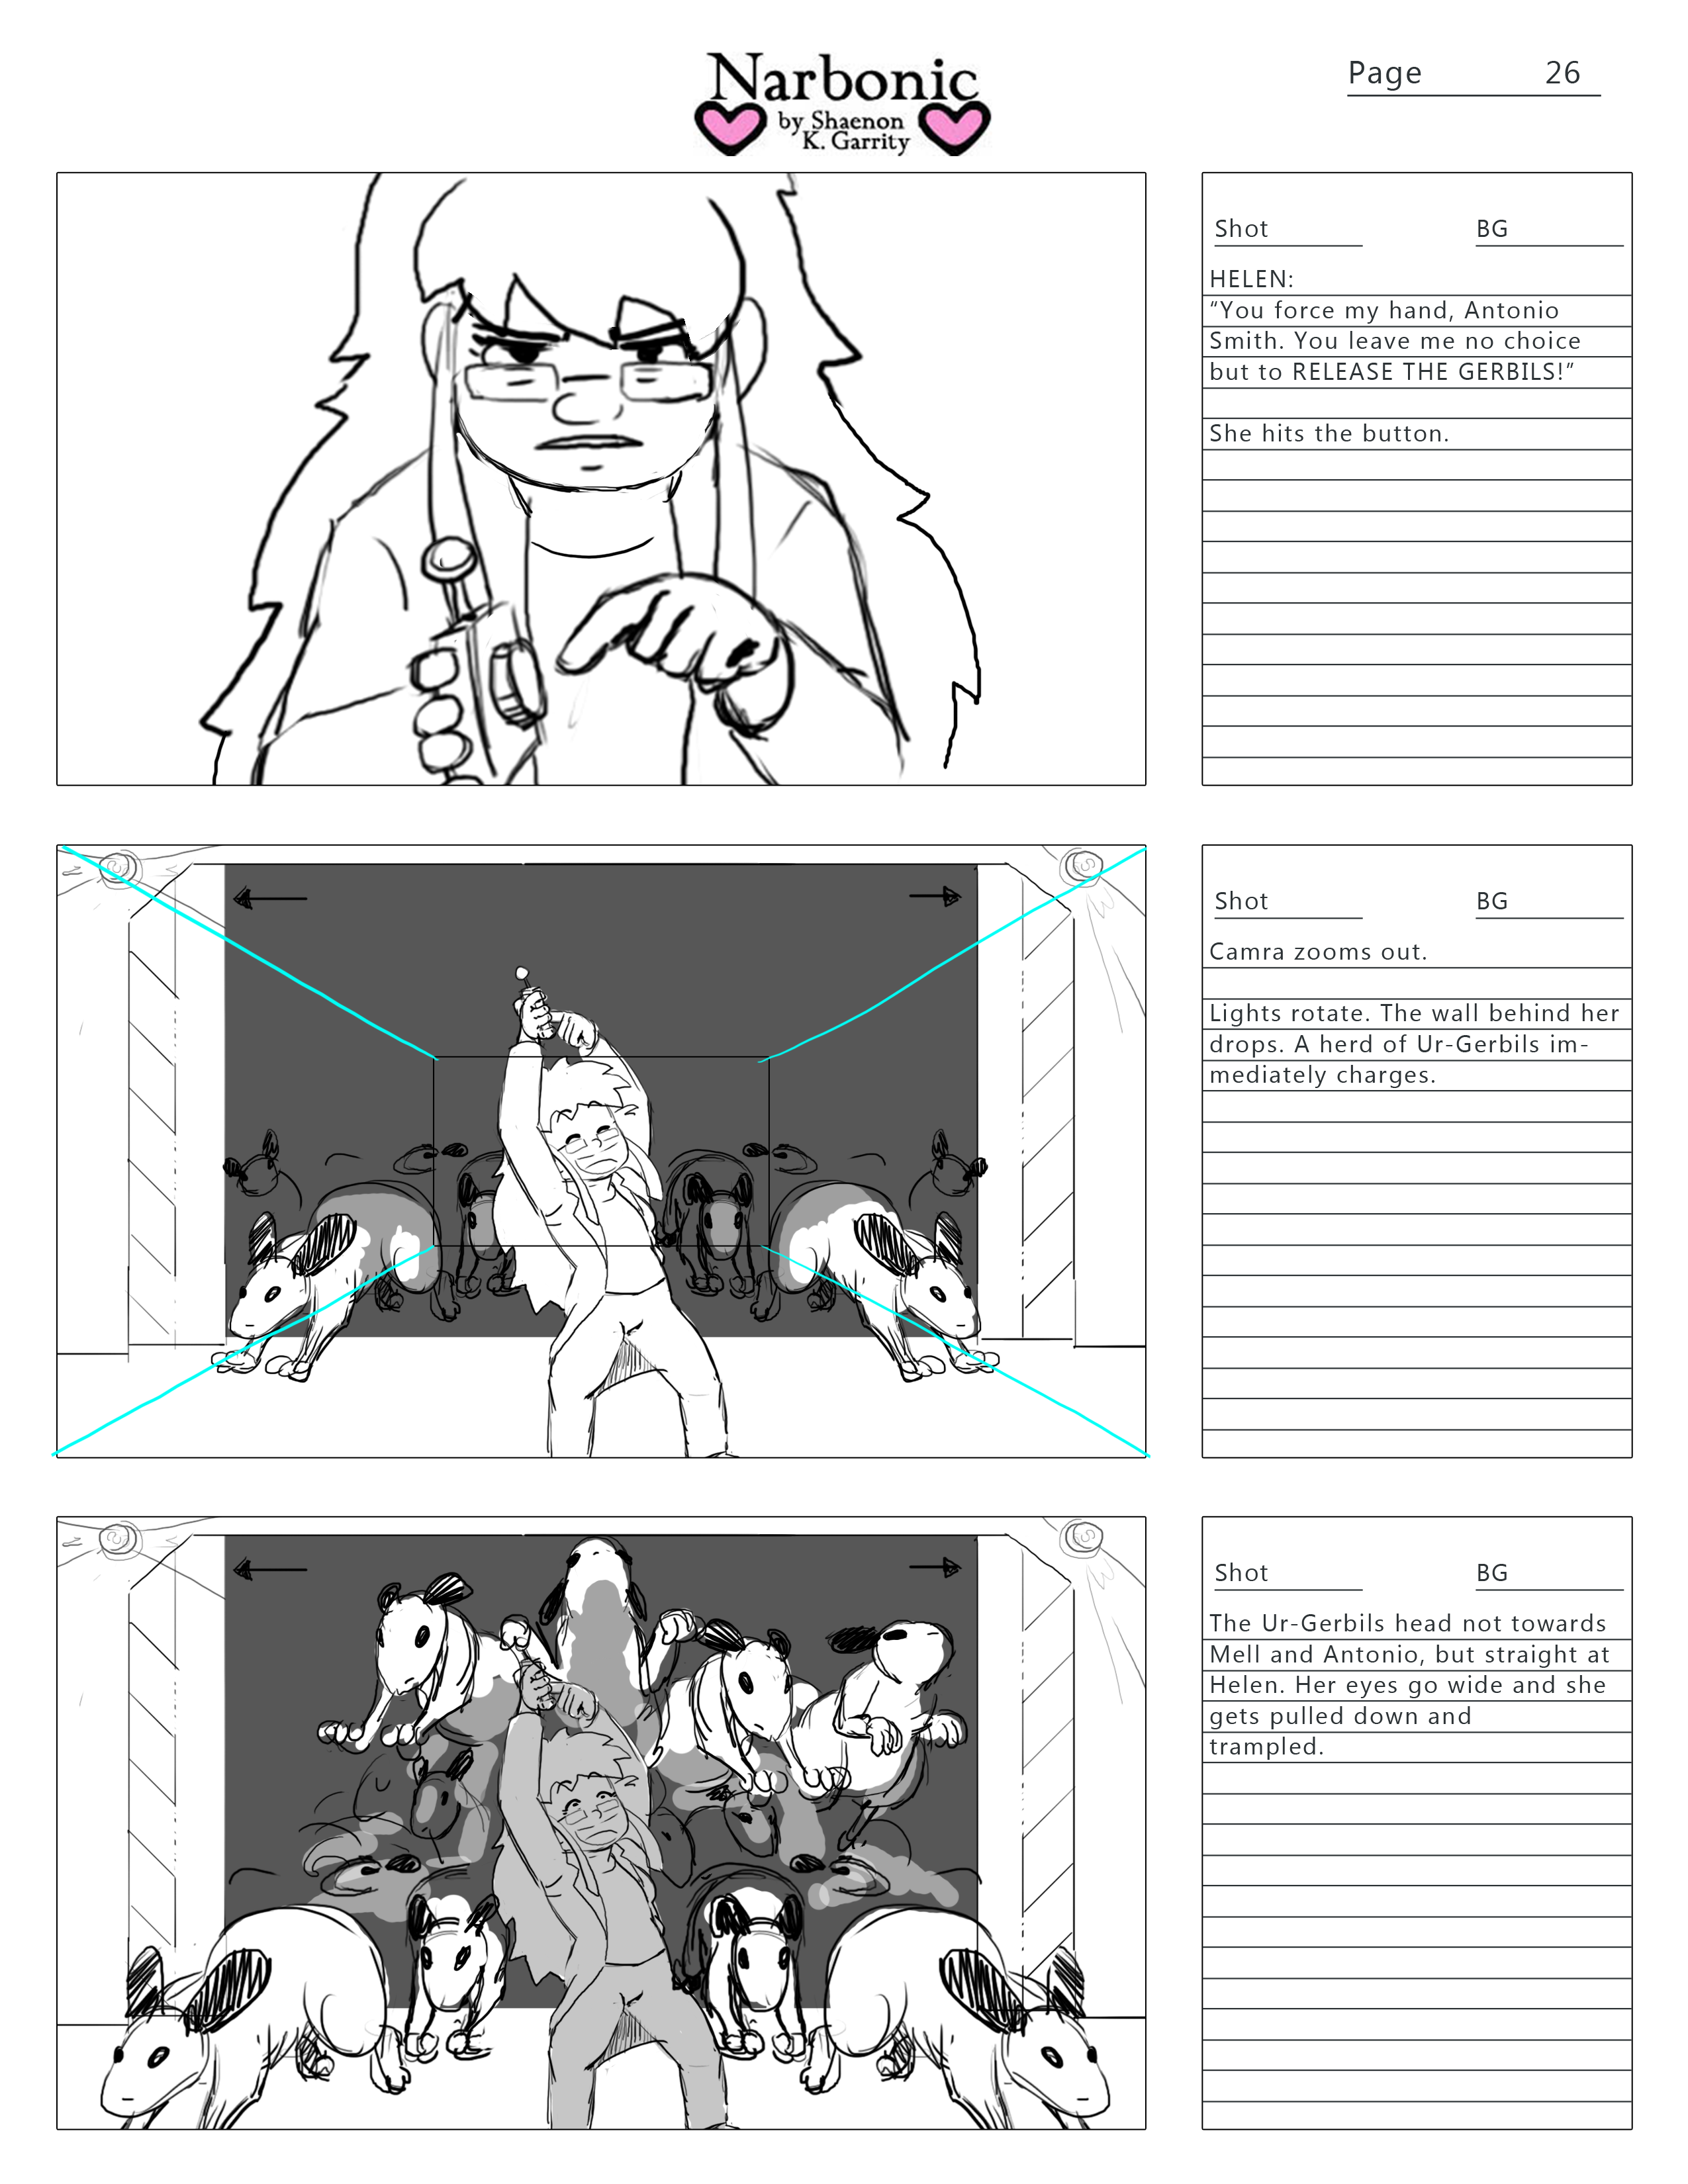 Narbonic
by Shaenon
K. Garrity
Page 26
Shot BG
HELEN:
“You force my hand, Antonio
Smith. You leave me no choice
but to RELEASE THE GERBILS!”
She hits the button.
Shot BG
Camra zooms out.
Lights rotate. The wall behind her
drops. A herd of Ur-Gerbils im-
mediately charges.
Shot BG
The Ur-Gerbils head not towards
Mell and Antonio, but straight at
Helen. Her eyes go wide and she
gets pulled down and
trampled.